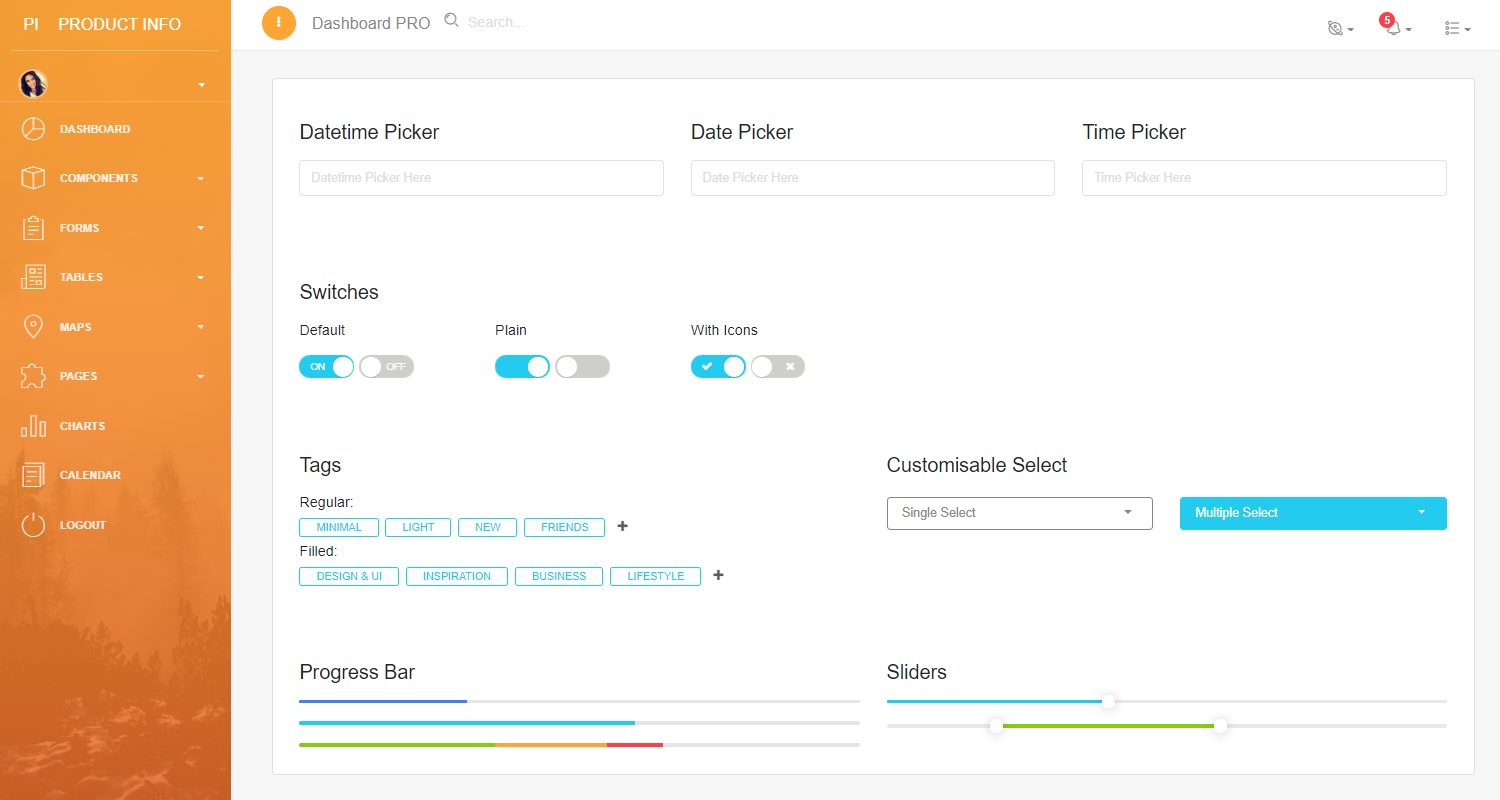 PI PRODUCT INFO
DASHBOARD
COMPONENTS
FORMS
TABLES
MAPS
PAGES
CHARTS
CALENDAR
LOGOUT
Dashboard PRO Search...
5
Datetime Picker Date Picker Time Picker
Datetime Picker Here Date Picker Here Time Picker Here
Switches
Default Plain With Icons
ON OFF
Tags
Regular:
MINIMAL LIGHT NEW FRIENDS +
Filled:
DESIGN & UI INSPIRATION BUSINESS LIFESTYLE +
Customisable Select
Single Select Multiple Select
Progress Bar Sliders